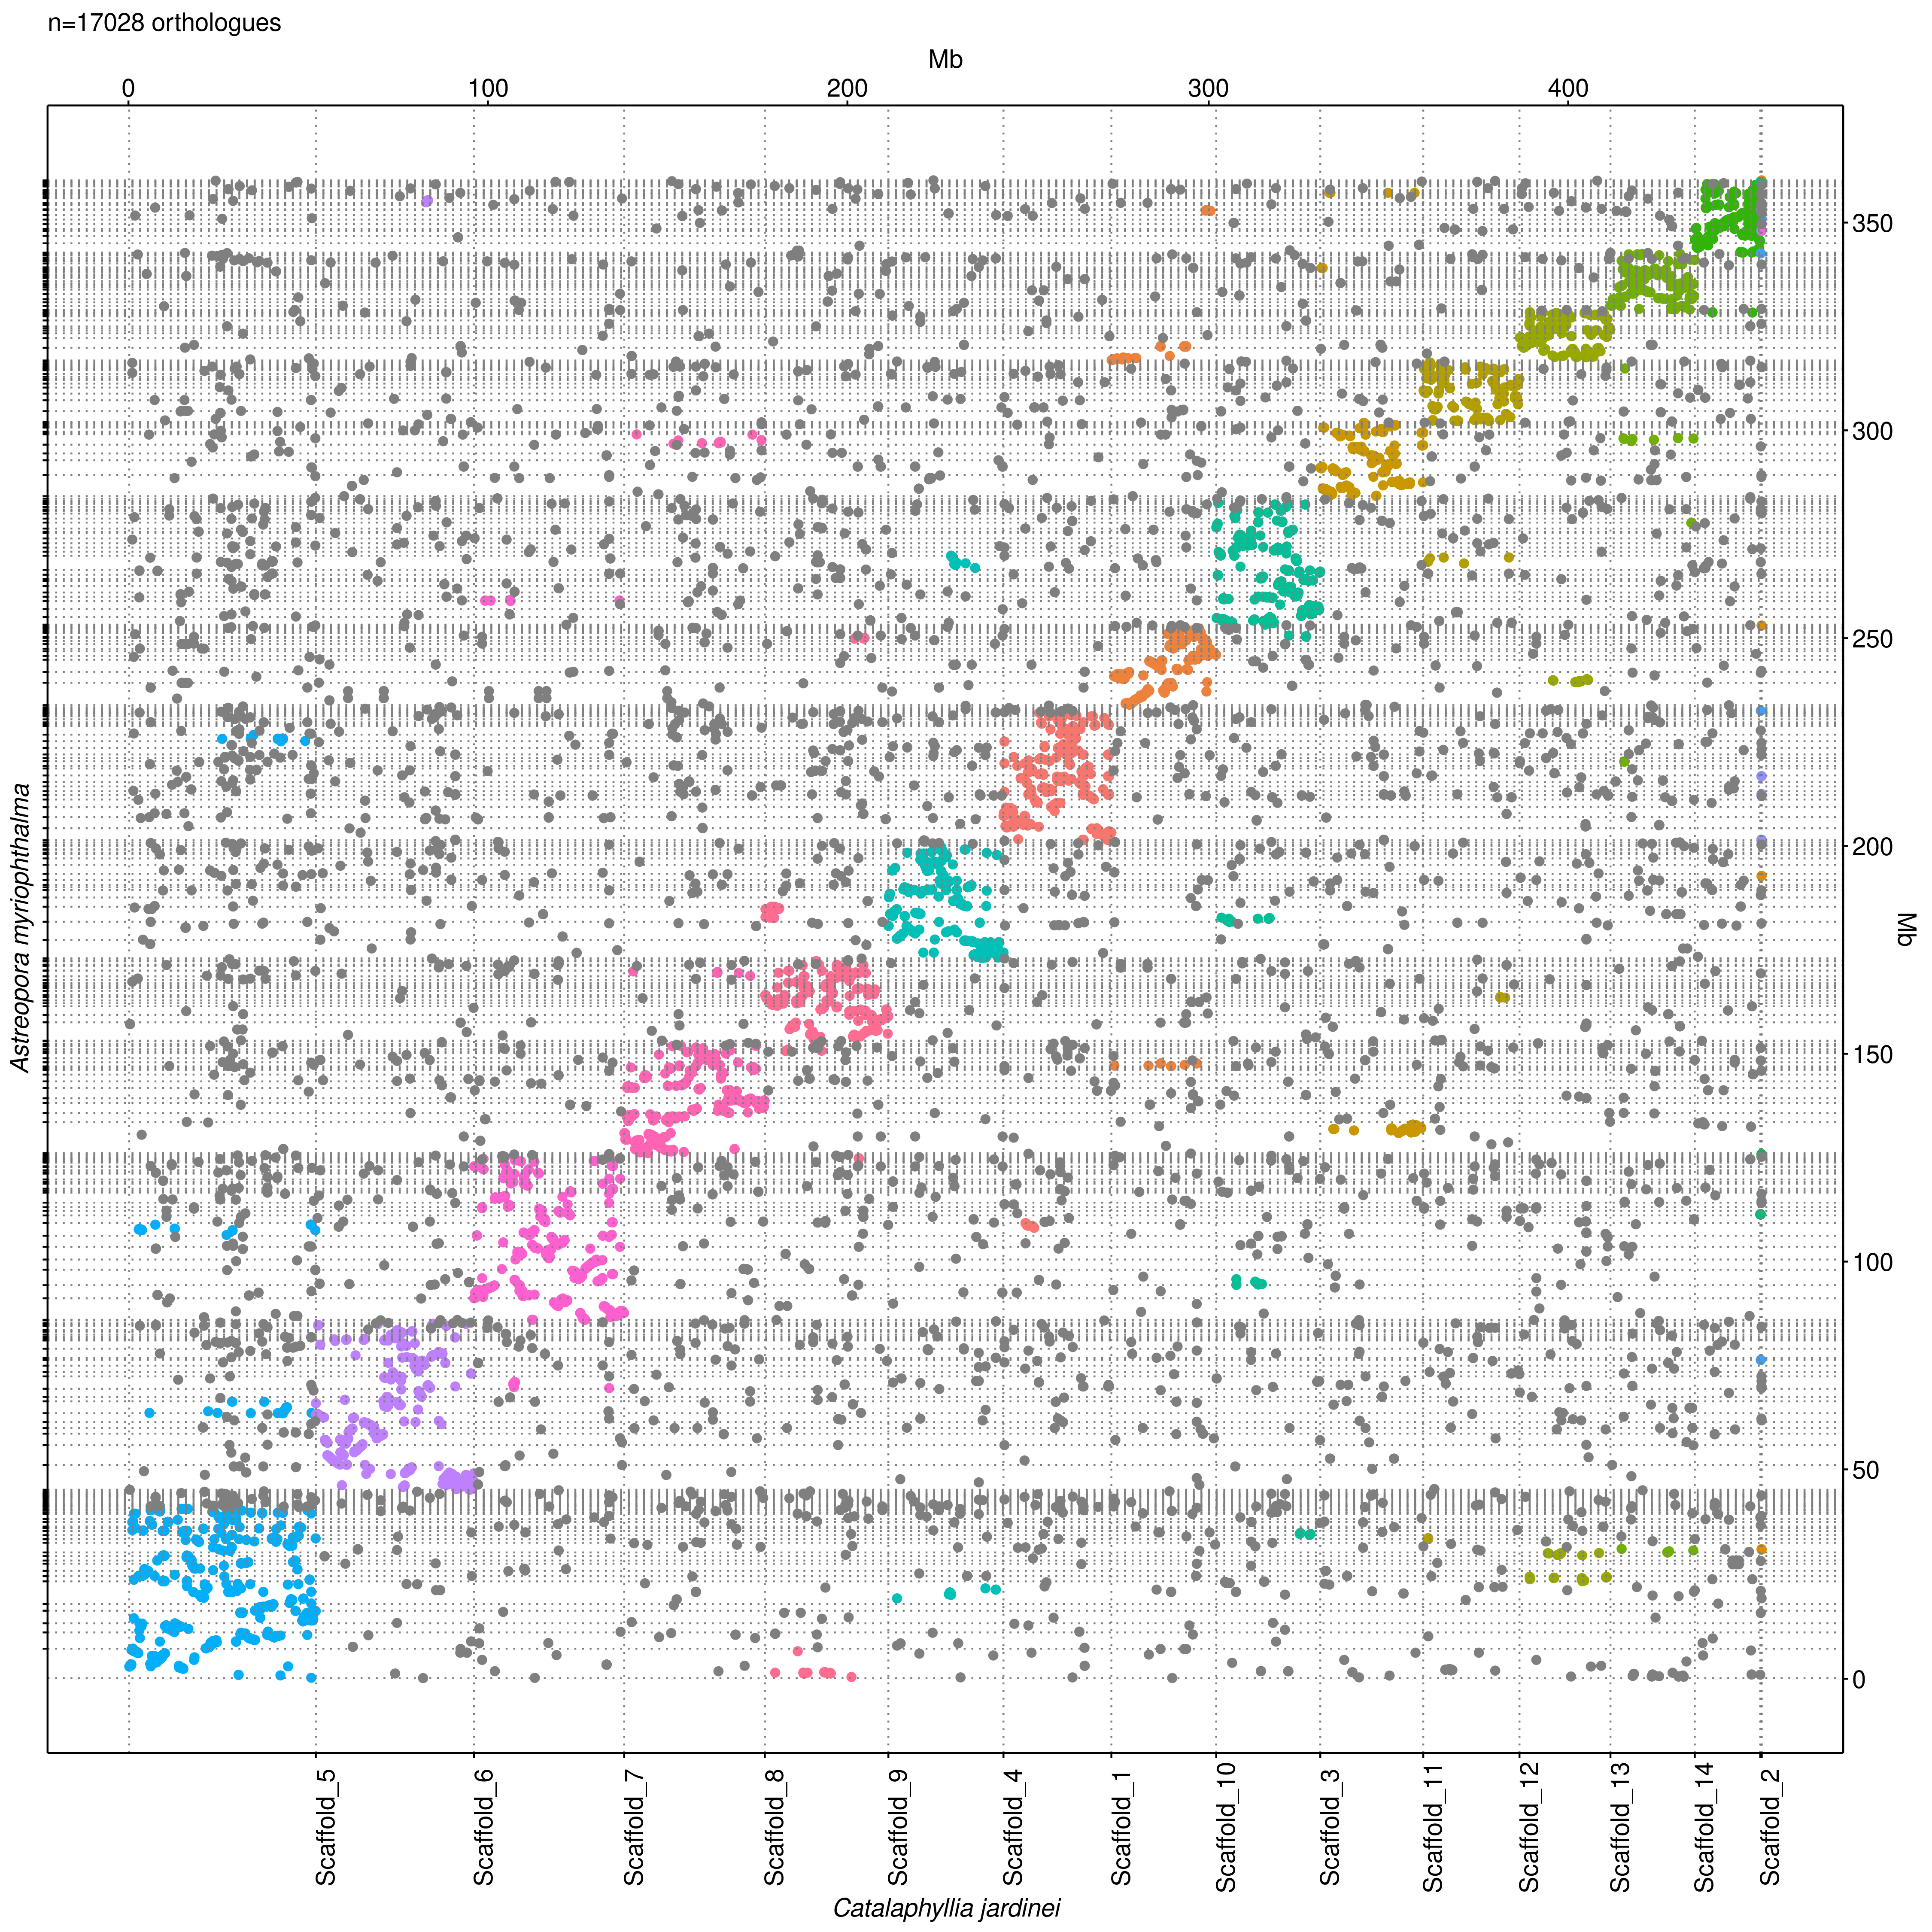 n=17028 orthologues
Mb
0 100 200 300 400
350
300
250
200
150
100
50
0
Mb
Astreopora myriophthalma
Scaffold_5
Scaffold_6
Scaffold_7
Scaffold_8
Scaffold_9
Scaffold_4
Scaffold_1
Scaffold_10
Scaffold_3
Scaffold_11
Scaffold_12
Scaffold_13
Scaffold_14
Scaffold_2
Catalaphyllia jardinei